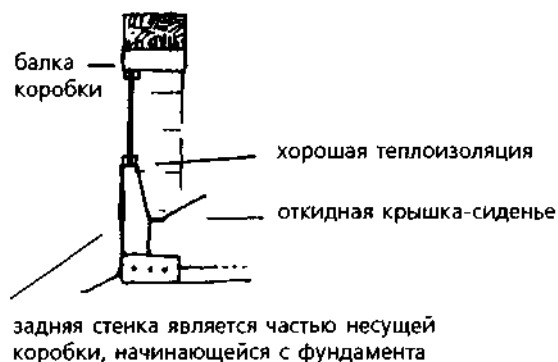 балка
коробки
хорошая теплоизоляция
откидная крышка-сиденье
задняя стенка является частью несущей
коробки, начинающейся с фундамента